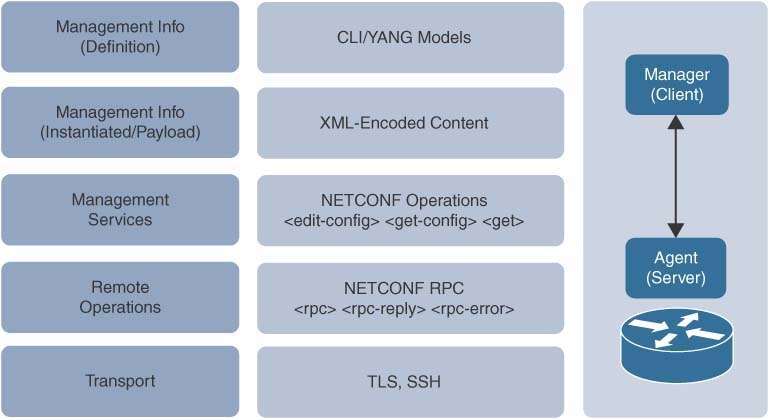 Management Info
(Definition)
CLI/YANG Models
Management Info
(Instantiated/Payload)
XML-Encoded Content
Management
Services
NETCONF Operations
<edit-config> <get-config> <get>
Remote
Operations
NETCONF RPC
<rpc> <rpc-reply> <rpc-error>
Transport
TLS, SSH
Manager
(Client)
Agent
(Server)